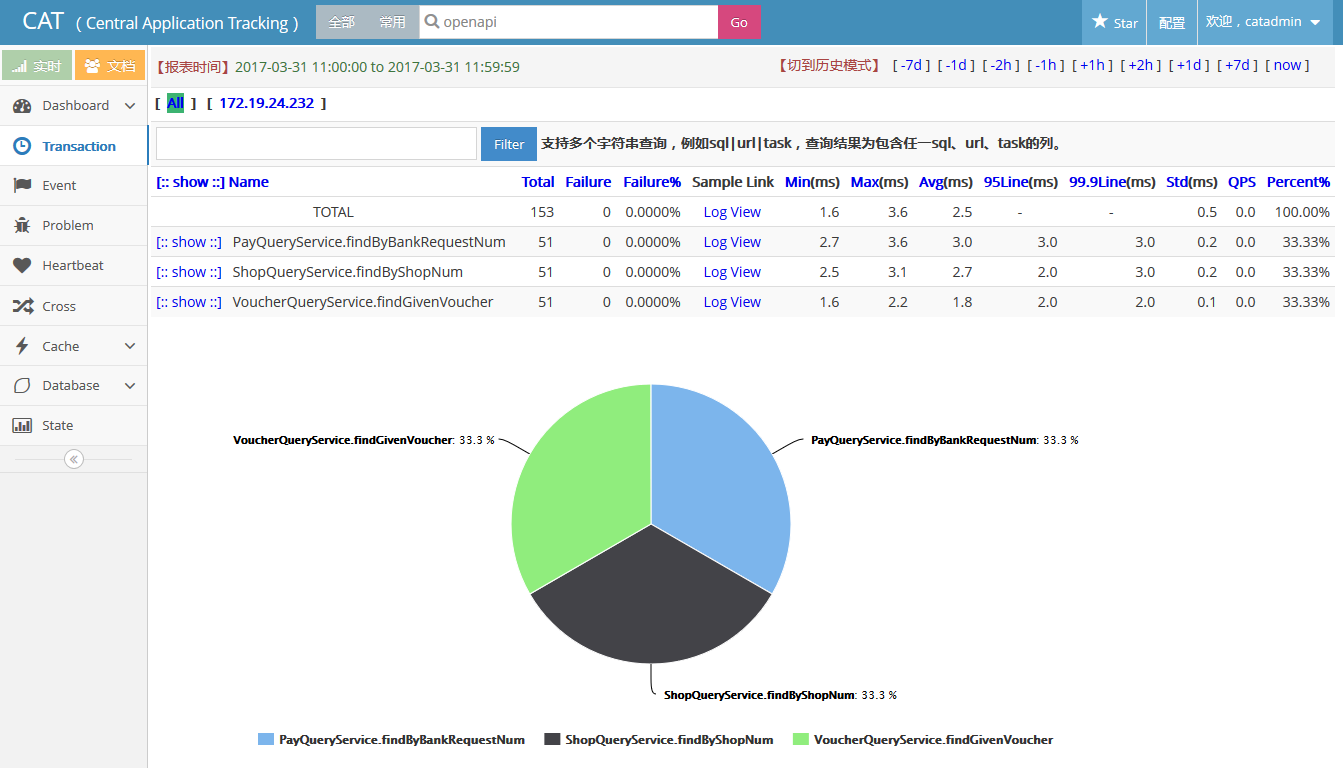 CAT ( Central Application Tracking ) 全部 常用 openapi Go Star 配置 欢迎，catadmin
实时 文档 【报表时间】2017-03-31 11:00:00 to 2017-03-31 11:59:59 【切到历史模式】 [ -7d ] [ -1d ] [ -2h ] [ -1h ] [ +1h ] [ +2h ] [ +1d ] [ +7d ] [ now ]
Dashboard
Transaction
Event
Problem
Heartbeat
Cross
Cache
Database
State
[ All ] [ 172.19.24.232 ]
Filter 支持多个字符串查询，例如sql|url|task，查询结果为包含任一sql、url、task的列。
[:: show ::] Name Total Failure Failure% Sample Link Min(ms) Max(ms) Avg(ms) 95Line(ms) 99.9Line(ms) Std(ms) QPS Percent%
TOTAL 153 0 0.0000% Log View 1.6 3.6 2.5 - - 0.5 0.0 100.00%
[:: show ::] PayQueryService.findByBankRequestNum 51 0 0.0000% Log View 2.7 3.6 3.0 3.0 3.0 0.2 0.0 33.33%
[:: show ::] ShopQueryService.findByShopNum 51 0 0.0000% Log View 2.5 3.1 2.7 2.0 3.0 0.2 0.0 33.33%
[:: show ::] VoucherQueryService.findGivenVoucher 51 0 0.0000% Log View 1.6 2.2 1.8 2.0 2.0 0.1 0.0 33.33%
VoucherQueryService.findGivenVoucher: 33.3 % PayQueryService.findByBankRequestNum: 33.3 %
ShopQueryService.findByShopNum: 33.3 %
PayQueryService.findByBankRequestNum ShopQueryService.findByShopNum VoucherQueryService.findGivenVoucher